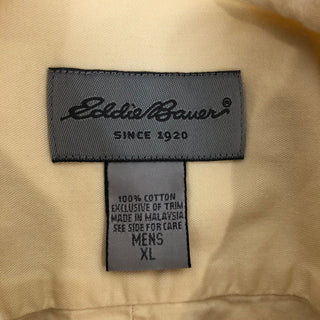 Eddie Bauer®
SINCE 1920
100% COTTON
EXCLUSIVE OF TRIM
MADE IN MALAYSIA
SEE SIDE FOR CARE
MENS
XL